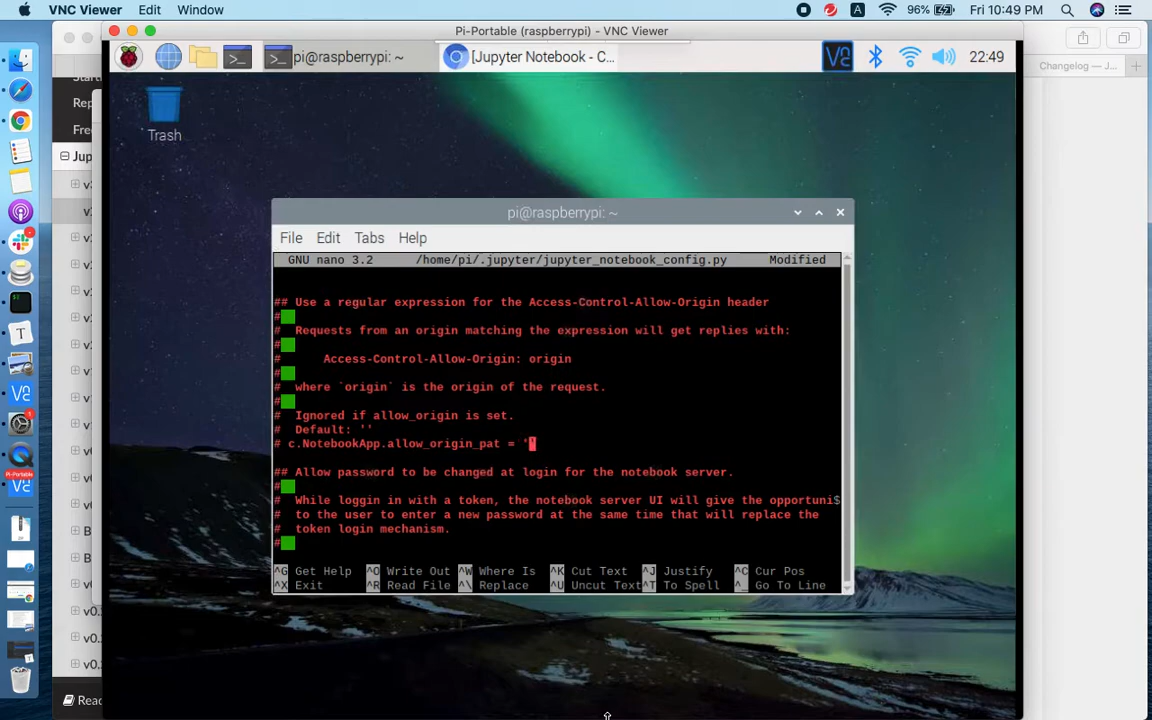 VNC Viewer Edit Window A 96% Fri 10:49 PM
Pi-Portable (raspberrypi) - VNC Viewer
pi@raspberrypi: ~ [Jupyter Notebook - C... 22:49
Changelog — J...
Rep
Fre
Jup
Trash
pi@raspberrypi: ~
File Edit Tabs Help
GNU nano 3.2 /home/pi/.jupyter/jupyter_notebook_config.py Modified
## Use a regular expression for the Access-Control-Allow-Origin header
#
# Requests from an origin matching the expression will get replies with:
#
# Access-Control-Allow-Origin: origin
#
# where `origin` is the origin of the request.
#
# Ignored if allow_origin is set.
# Default: ''
# c.NotebookApp.allow_origin_pat = ''
## Allow password to be changed at login for the notebook server.
#
# While loggin in with a token, the notebook server UI will give the opportuni$
# to the user to enter a new password at the same time that will replace the
# token login mechanism.
#
^G Get Help ^O Write Out ^W Where Is ^K Cut Text ^J Justify ^C Cur Pos
^X Exit ^R Read File ^\ Replace ^U Uncut Text ^T To Spell ^_ Go To Line
Pi-Portable
Read